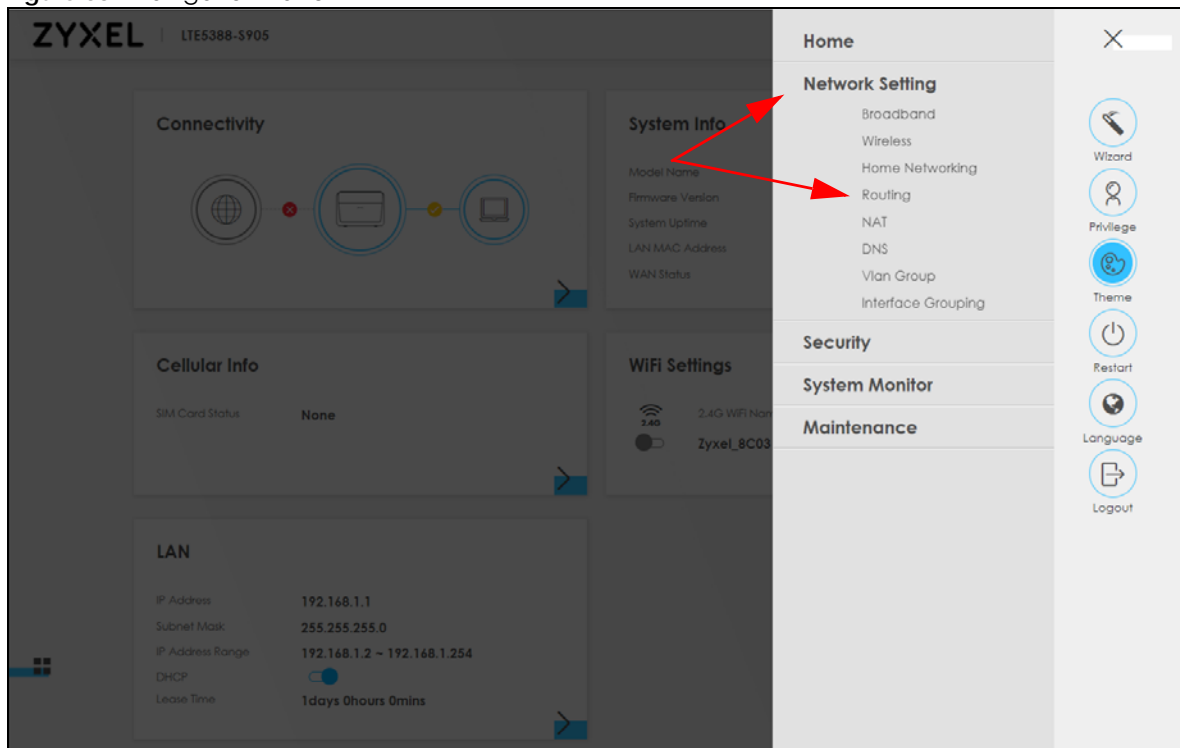 ZYXEL | LTE5388-S905
Connectivity
System Info
Model Name
Firmware Version
System Uptime
LAN MAC Address
WAN Status
Cellular Info
SIM Card Status None
WiFi Settings
2.4G
2.4G WiFi Nam
Zyxel_8C03
LAN
IP Address 192.168.1.1
Subnet Mask 255.255.255.0
IP Address Range 192.168.1.2 ~ 192.168.1.254
DHCP
Lease Time 1days 0hours 0mins
Home
Network Setting
Broadband
Wireless
Home Networking
Routing
NAT
DNS
Vlan Group
Interface Grouping
Security
System Monitor
Maintenance
Wizard
Privilege
Theme
Restart
Language
Logout